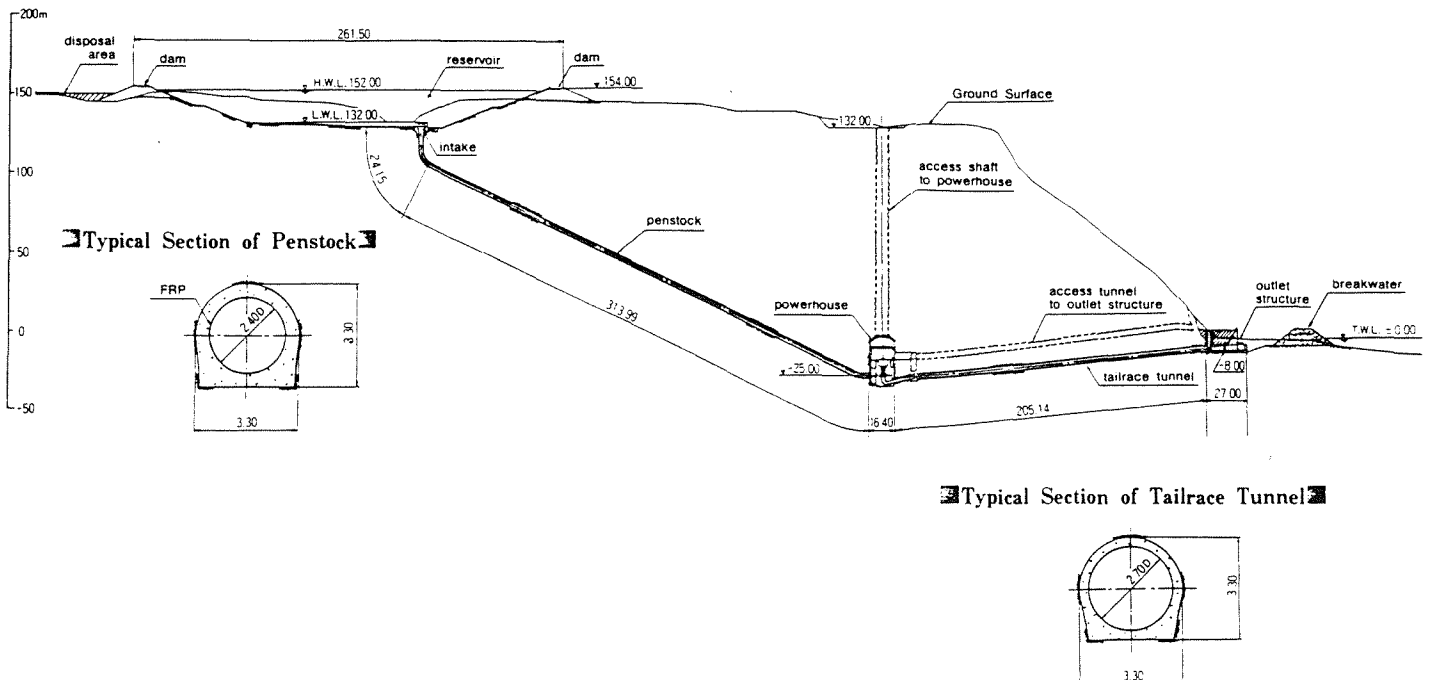 200m
261.50
disposal
area
dam
reservoir
dam
H.W.L. 152.00
154.00
150
Ground Surface
L.W.L. 132.00
132.00
intake
24.15
100
access shaft
to powerhouse
penstock
Typical Section of Penstock
50
FRP
2.40D
3.30
3.30
313.99
powerhouse
access tunnel
to outlet structure
outlet
structure
breakwater
0
T.W.L. ±0.00
-25.00
-8.00
tailrace tunnel
-50
16.40
205.14
27.00
Typical Section of Tailrace Tunnel
2.70D
3.30
3.30